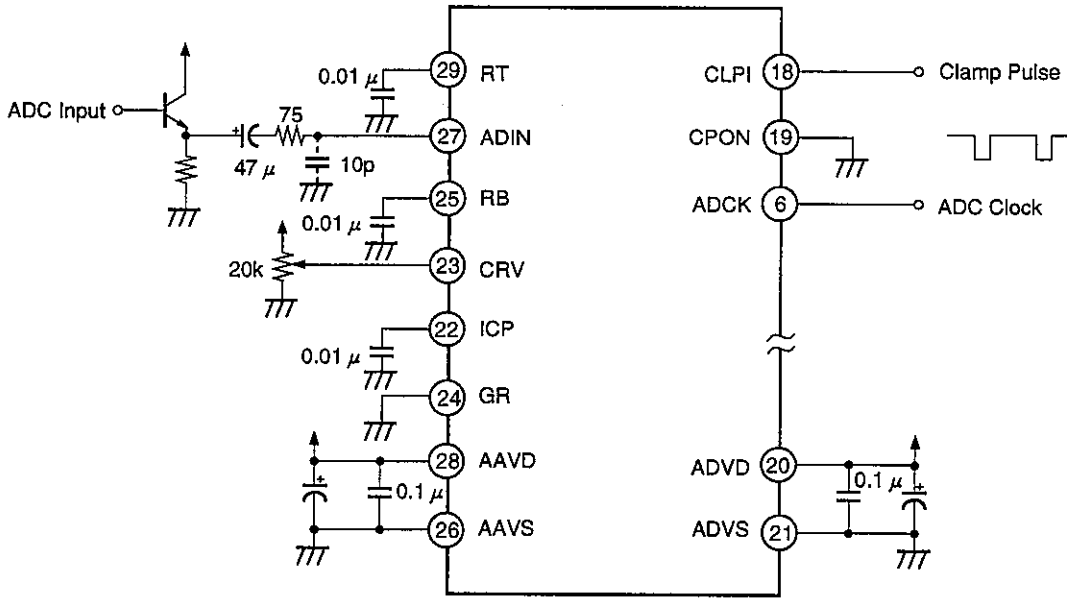 29 RT
0.01 μ
ADC Input
75
47 μ
10p
27 ADIN
25 RB
0.01 μ
20k
23 CRV
22 ICP
0.01 μ
24 GR
28 AAVD
0.1 μ
26 AAVS
CLPI 18 Clamp Pulse
CPON 19
ADCK 6 ADC Clock
ADVD 20
0.1 μ
ADVS 21
+
+
+